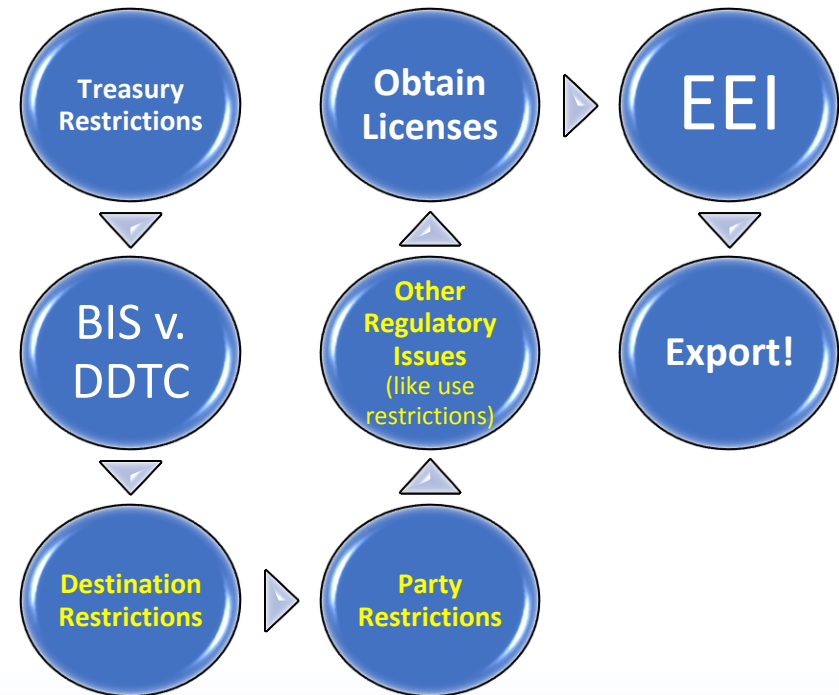 Treasury
Restrictions
BIS v.
DDTC
Destination
Restrictions
Party
Restrictions
Other
Regulatory
Issues
(like use
restrictions)
Obtain
Licenses
EEI
Export!